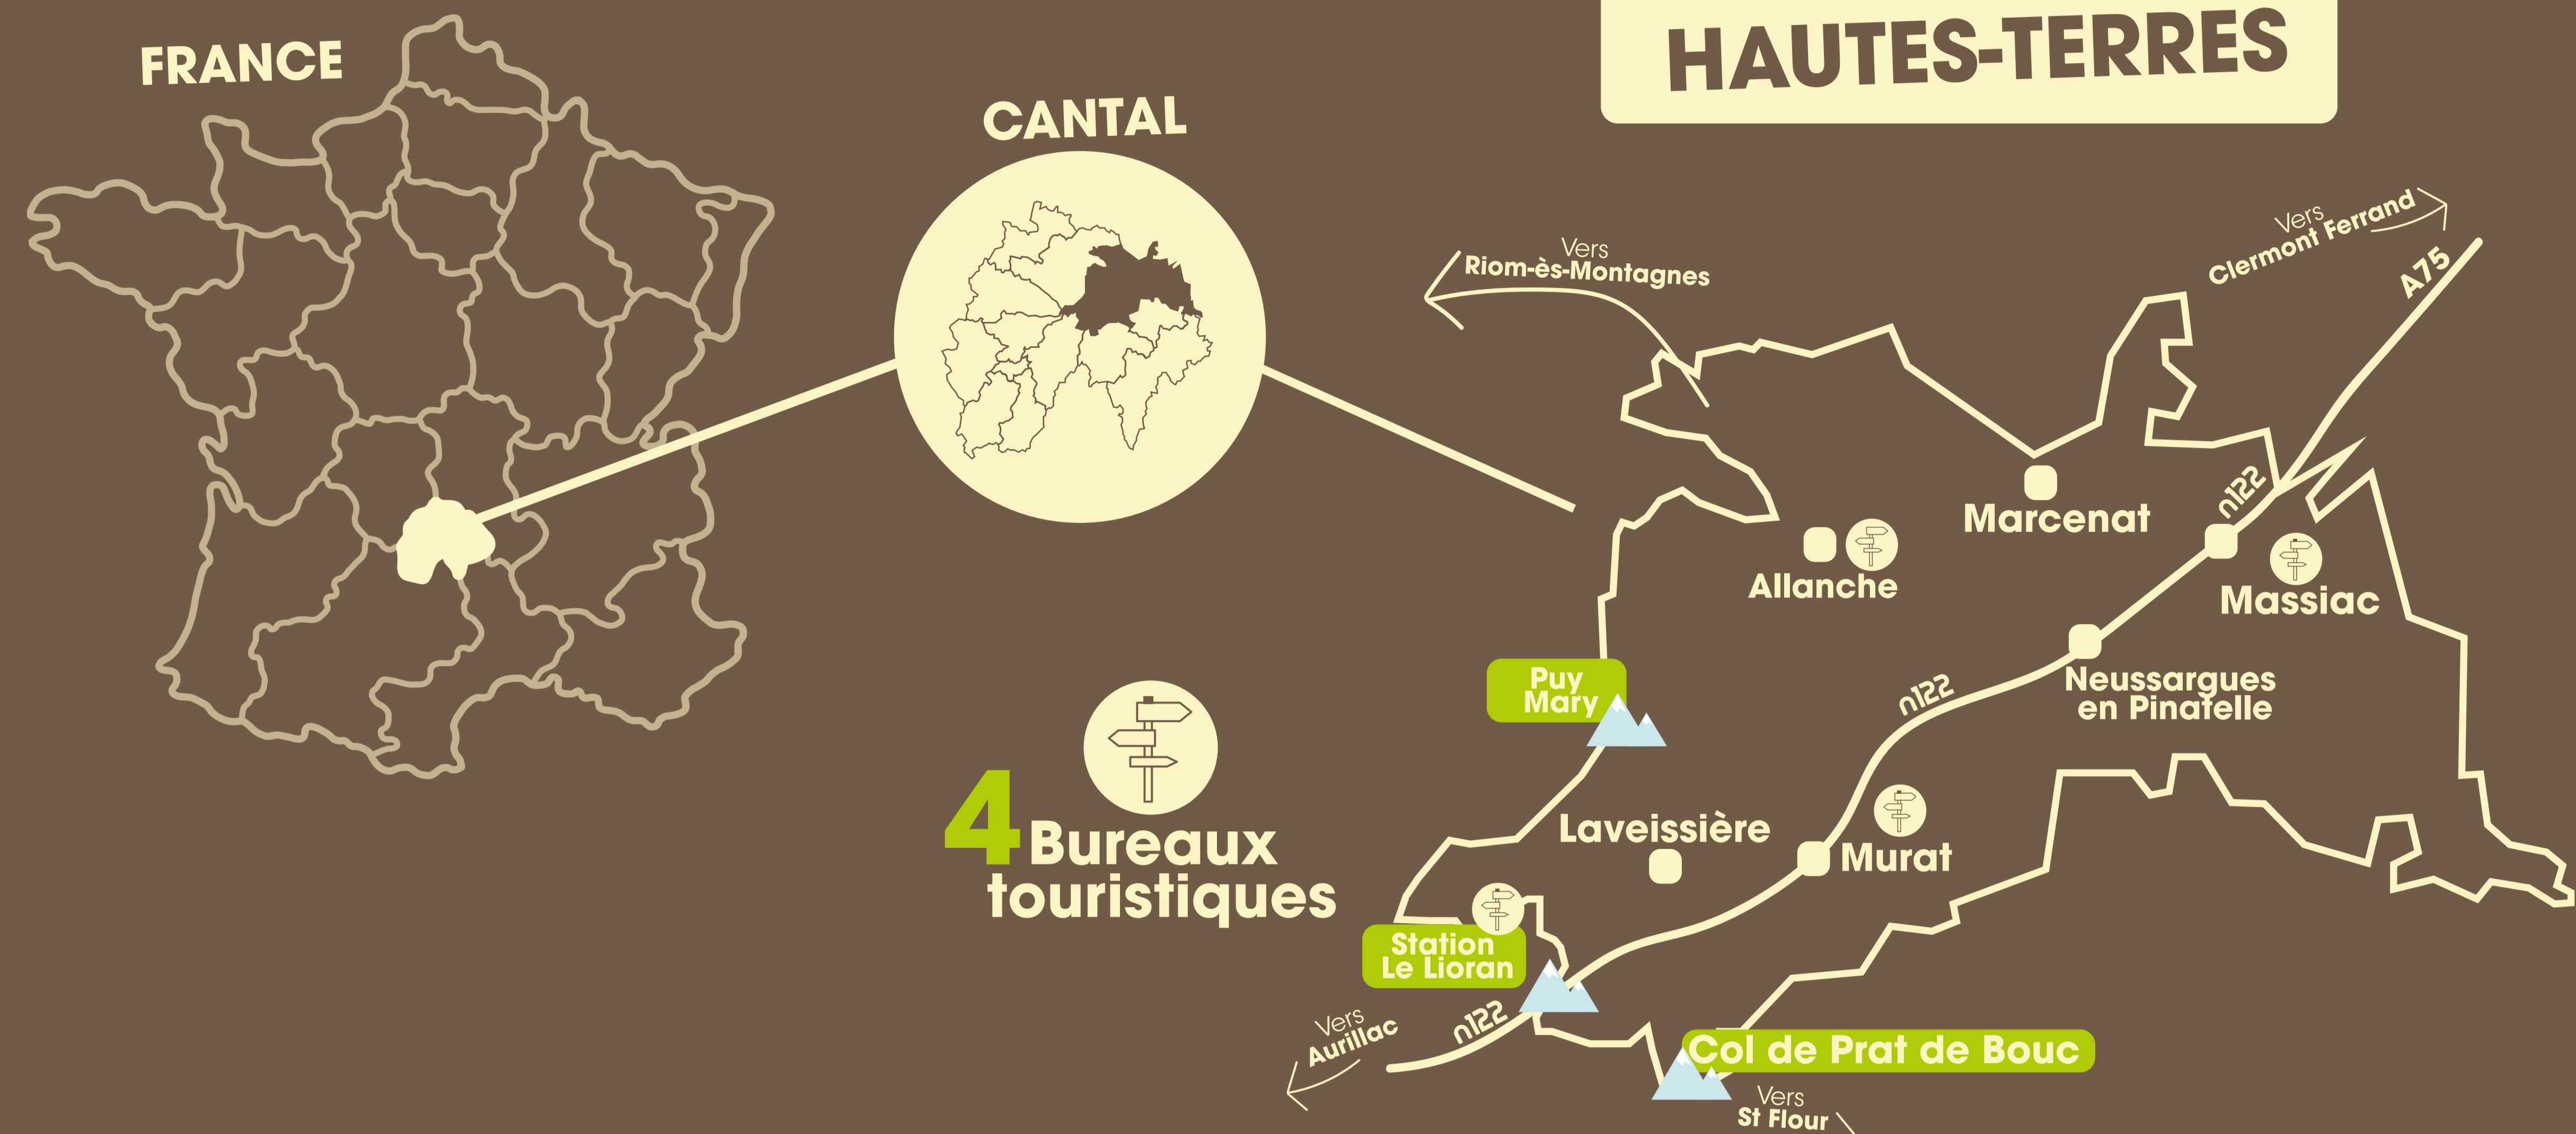 FRANCE
CANTAL
HAUTES-TERRES
Vers
Riom-ès-Montagnes
Vers
Clermont Ferrand
A75
n122
Marcenat
Allanche
Massiac
Neussargues
en Pinatelle
n122
Puy
Mary
Laveissière
Murat
4 Bureaux
touristiques
Station
Le Lioran
n122
Vers
Aurillac
Col de Prat de Bouc
Vers
St Flour